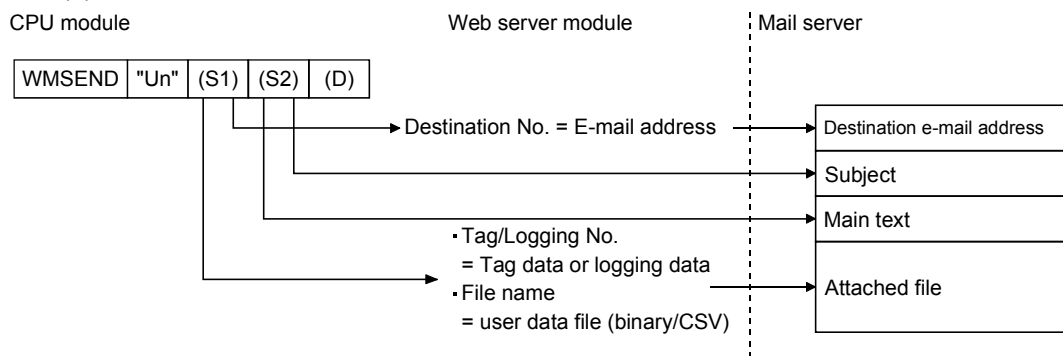 CPU module Web server module Mail server
WMSEND "Un" (S1) (S2) (D)
Destination No. = E-mail address Destination e-mail address
Subject
Main text
▪Tag/Logging No.
= Tag data or logging data
▪File name
= user data file (binary/CSV)
Attached file